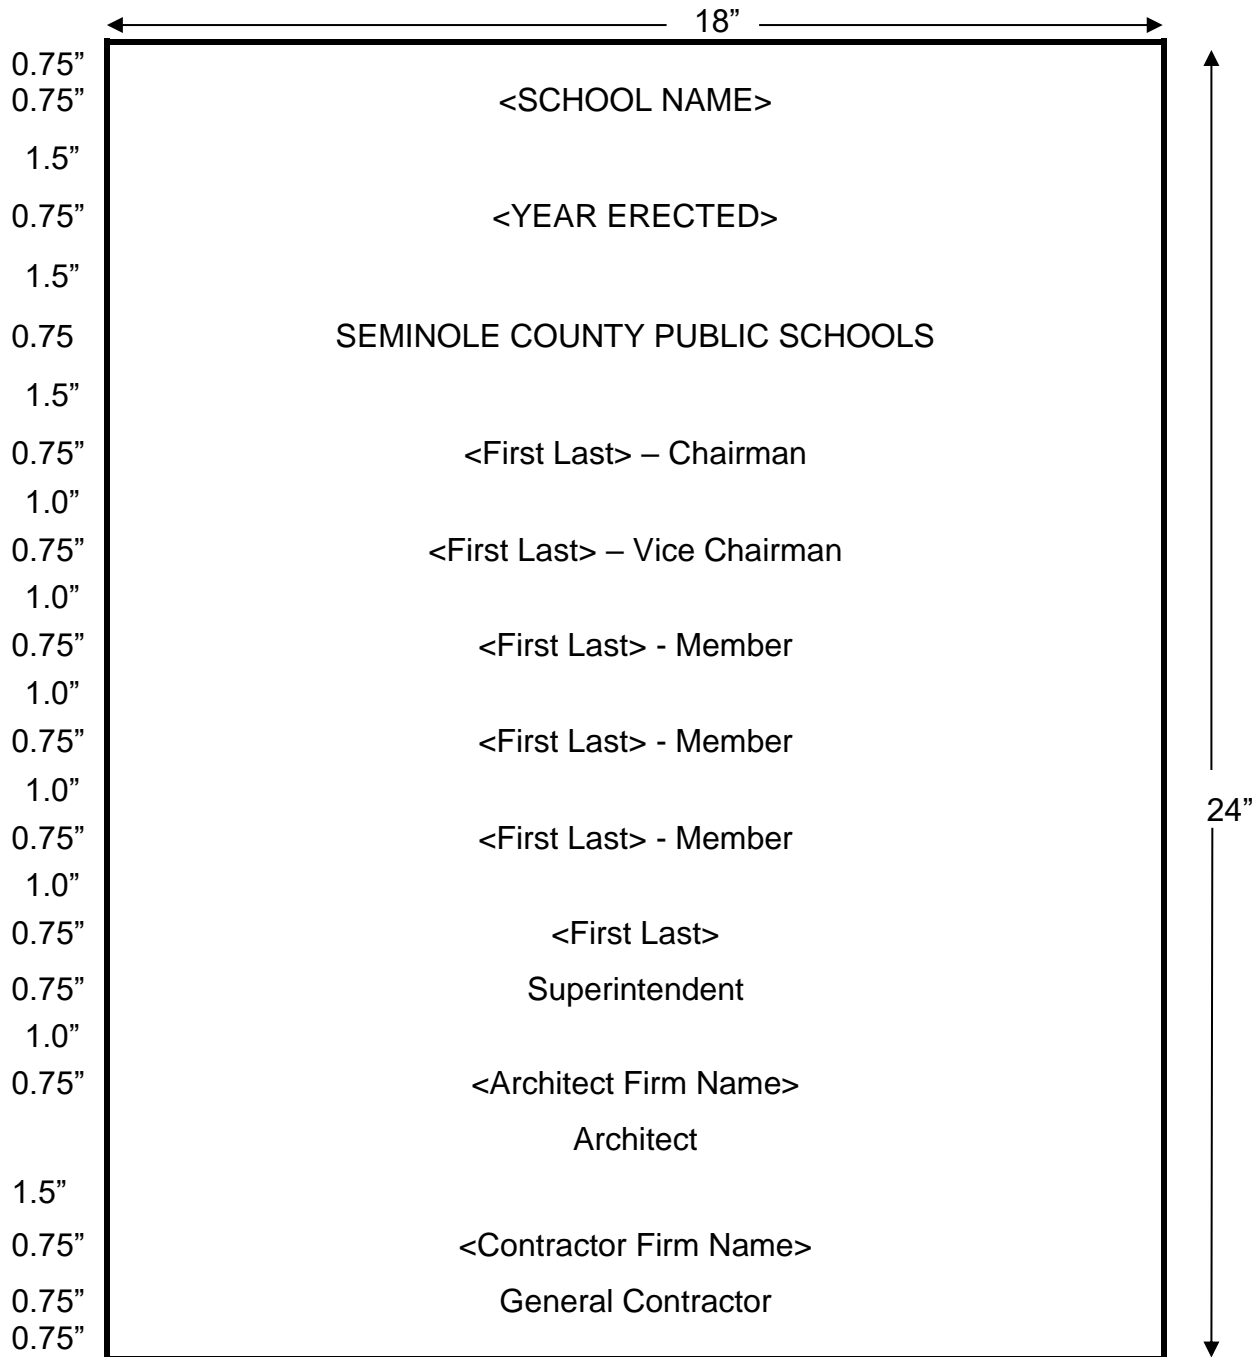 18”
0.75”
0.75” <SCHOOL NAME>
1.5”
0.75” <YEAR ERECTED>
1.5”
0.75 SEMINOLE COUNTY PUBLIC SCHOOLS
1.5”
0.75” <First Last> – Chairman
1.0”
0.75” <First Last> – Vice Chairman
1.0”
0.75” <First Last> - Member
1.0”
0.75” <First Last> - Member
1.0”
24”
0.75” <First Last> - Member
1.0”
0.75” <First Last>
0.75” Superintendent
1.0”
0.75” <Architect Firm Name>
Architect
1.5”
0.75” <Contractor Firm Name>
0.75” General Contractor
0.75”